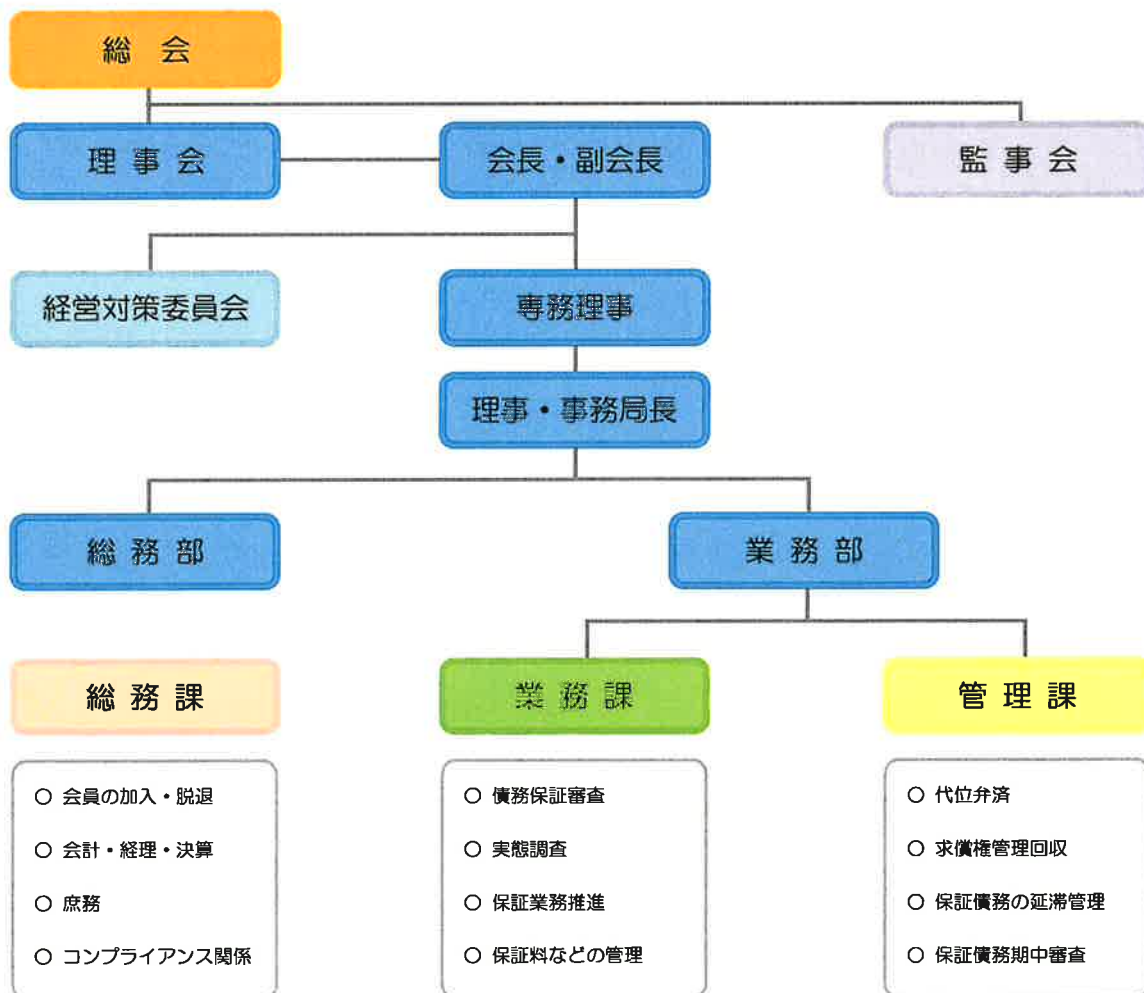 総会
理事会
会長・副会長
監事会
経営対策委員会
専務理事
理事・事務局長
総務部
業務部
総務課
業務課
管理課
○ 会員の加入・脱退
○ 会計・経理・決算
○ 庶務
○ コンプライアンス関係
○ 債務保証審査
○ 実態調査
○ 保証業務推進
○ 保証料などの管理
○ 代位弁済
○ 求償権管理回収
○ 保証債務の延滞管理
○ 保証債務期中審査